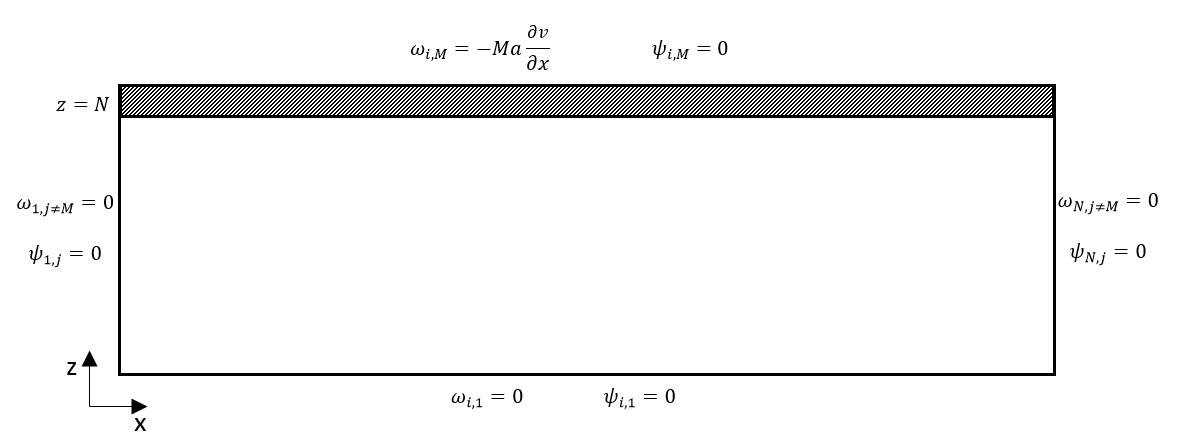 ω_{i,M} = −Ma ∂v/∂x    ψ_{i,M} = 0
z = N
ω_{1,j≠M} = 0    ω_{N,j≠M} = 0
ψ_{1,j} = 0    ψ_{N,j} = 0
z
x
ω_{i,1} = 0    ψ_{i,1} = 0